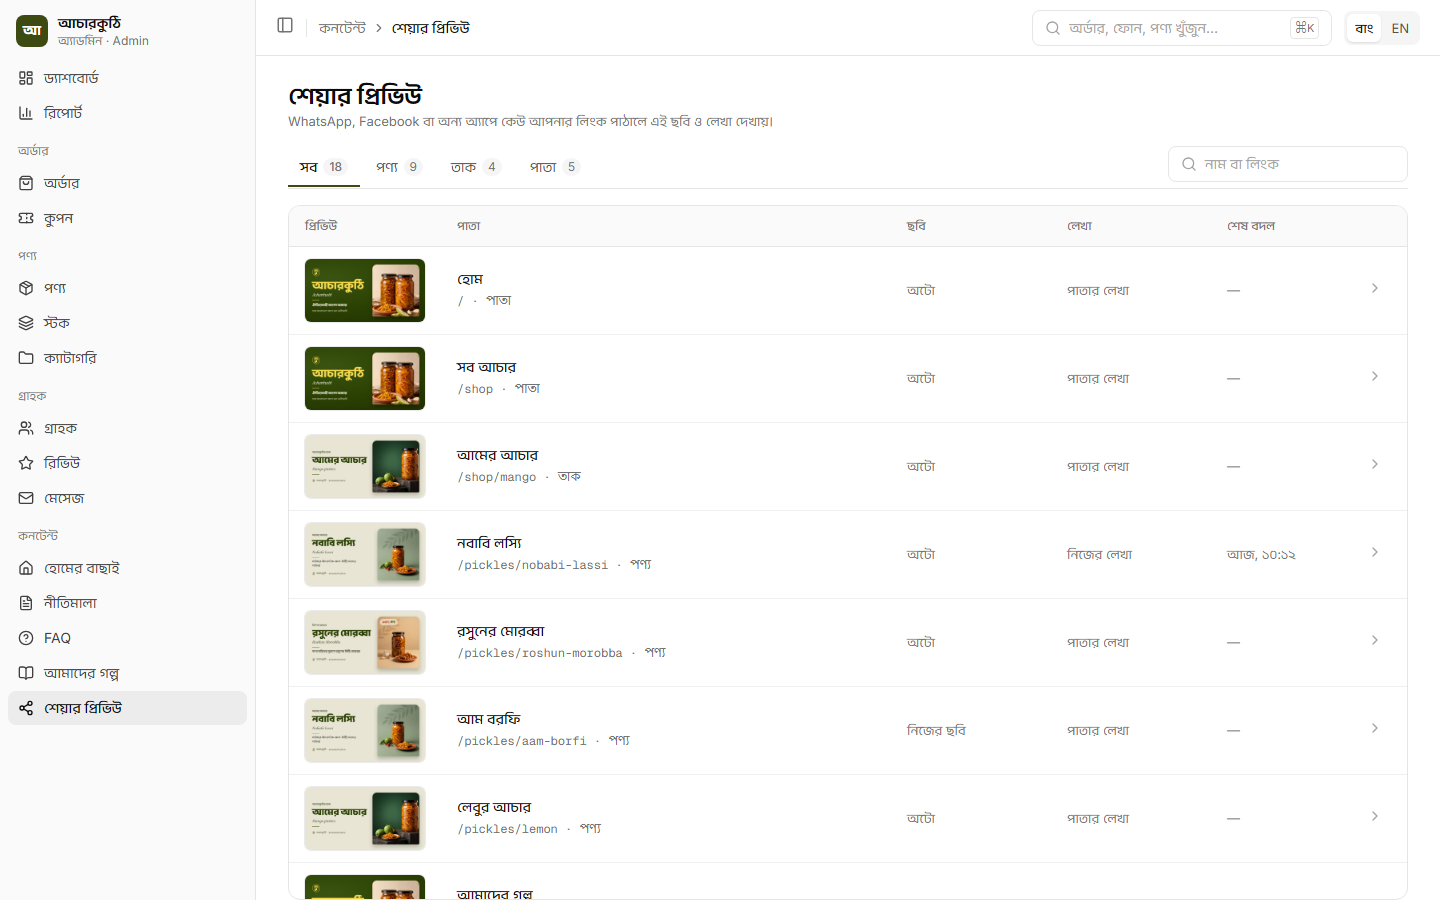 আ
আচারকুঠি
অ্যাডমিন · Admin
ড্যাশবোর্ড
রিপোর্ট
অর্ডার
অর্ডার
কুপন
পণ্য
পণ্য
স্টক
ক্যাটাগরি
গ্রাহক
গ্রাহক
রিভিউ
মেসেজ
কনটেন্ট
হোমের বাছাই
নীতিমালা
FAQ
আমাদের গল্প
শেয়ার প্রিভিউ
কনটেন্ট > শেয়ার প্রিভিউ
অর্ডার, ফোন, পণ্য খুঁজুন... ⌘K
বাং EN
শেয়ার প্রিভিউ
WhatsApp, Facebook বা অন্য অ্যাপে কেউ আপনার লিংক পাঠালে এই ছবি ও লেখা দেখায়।
সব 18 পণ্য 9 তাক 4 পাতা 5
নাম বা লিংক
প্রিভিউ পাতা ছবি লেখা শেষ বদল
আচারকুঠি
হোম
/ · পাতা
অটো পাতার লেখা —
আচারকুঠি
সব আচার
/shop · পাতা
অটো পাতার লেখা —
আমের আচার
আমের আচার
/shop/mango · তাক
অটো পাতার লেখা —
নবাবি লস্যি
নবাবি লস্যি
/pickles/nobabi-lassi · পণ্য
অটো নিজের লেখা আজ, ১০:১২
রসুনের মোরব্বা
রসুনের মোরব্বা
/pickles/roshun-morobba · পণ্য
অটো পাতার লেখা —
নবাবি লস্যি
আম বরফি
/pickles/aam-borfi · পণ্য
নিজের ছবি পাতার লেখা —
আমের আচার
লেবুর আচার
/pickles/lemon · পণ্য
অটো পাতার লেখা —
আমাদের গল্প